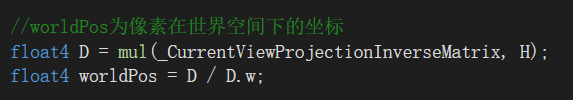 //worldPos为像素在世界空间下的坐标
float4 D = mul(_CurrentViewProjectionInverseMatrix, H);
float4 worldPos = D / D.w;